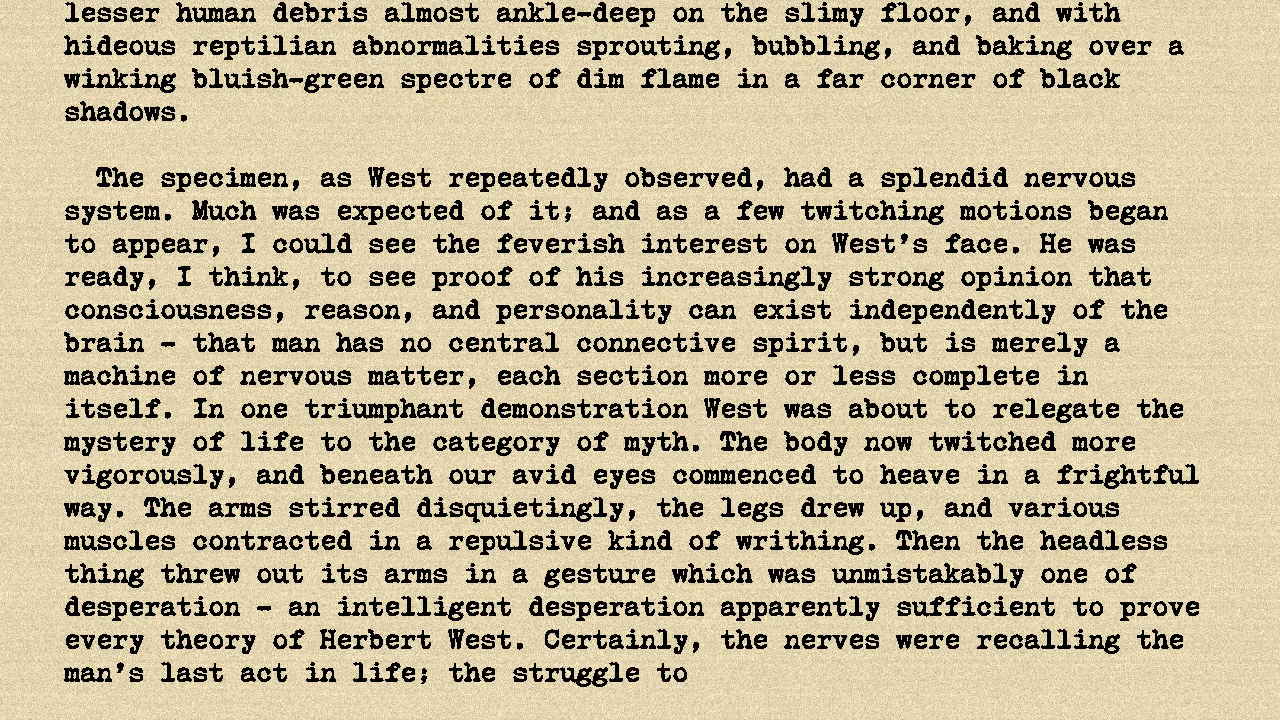 lesser human debris almost ankle-deep on the slimy floor, and with
hideous reptilian abnormalities sprouting, bubbling, and baking over a
winking bluish-green spectre of dim flame in a far corner of black
shadows.
The specimen, as West repeatedly observed, had a splendid nervous
system. Much was expected of it; and as a few twitching motions began
to appear, I could see the feverish interest on West's face. He was
ready, I think, to see proof of his increasingly strong opinion that
consciousness, reason, and personality can exist independently of the
brain - that man has no central connective spirit, but is merely a
machine of nervous matter, each section more or less complete in
itself. In one triumphant demonstration West was about to relegate the
mystery of life to the category of myth. The body now twitched more
vigorously, and beneath our avid eyes commenced to heave in a frightful
way. The arms stirred disquietingly, the legs drew up, and various
muscles contracted in a repulsive kind of writhing. Then the headless
thing threw out its arms in a gesture which was unmistakably one of
desperation - an intelligent desperation apparently sufficient to prove
every theory of Herbert West. Certainly, the nerves were recalling the
man's last act in life; the struggle to